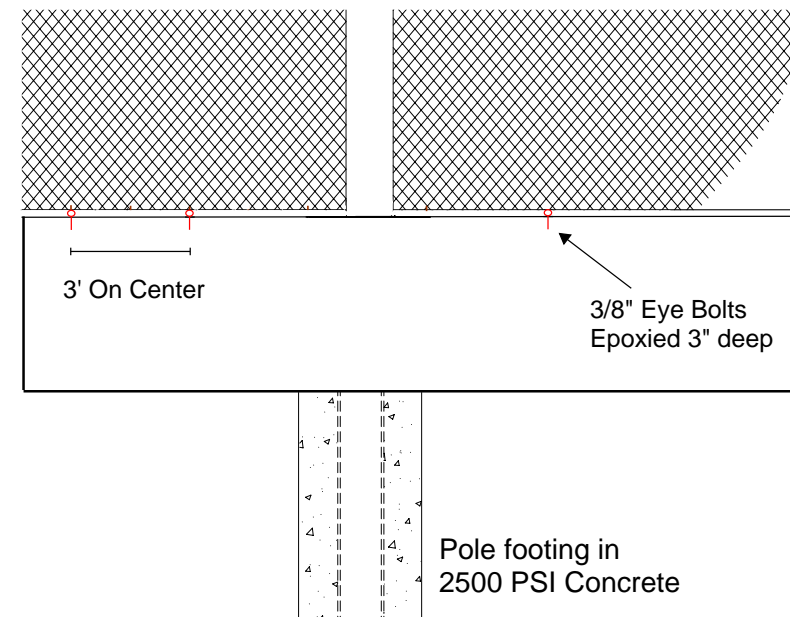 3' On Center
3/8" Eye Bolts
Epoxied 3" deep
Pole footing in
2500 PSI Concrete